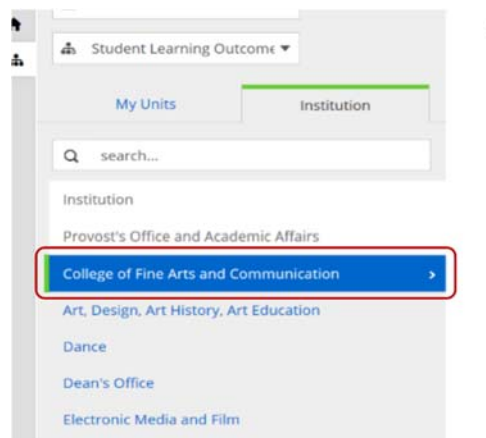 Student Learning Outcome
My Units
Institution
search...
Institution
Provost's Office and Academic Affairs
College of Fine Arts and Communication
Art, Design, Art History, Art Education
Dance
Dean's Office
Electronic Media and Film